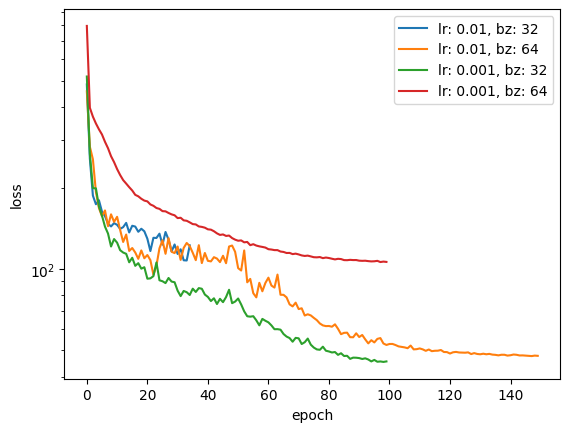 lr: 0.01, bz: 32
lr: 0.01, bz: 64
lr: 0.001, bz: 32
lr: 0.001, bz: 64
loss
10²
0 20 40 60 80 100 120 140
epoch